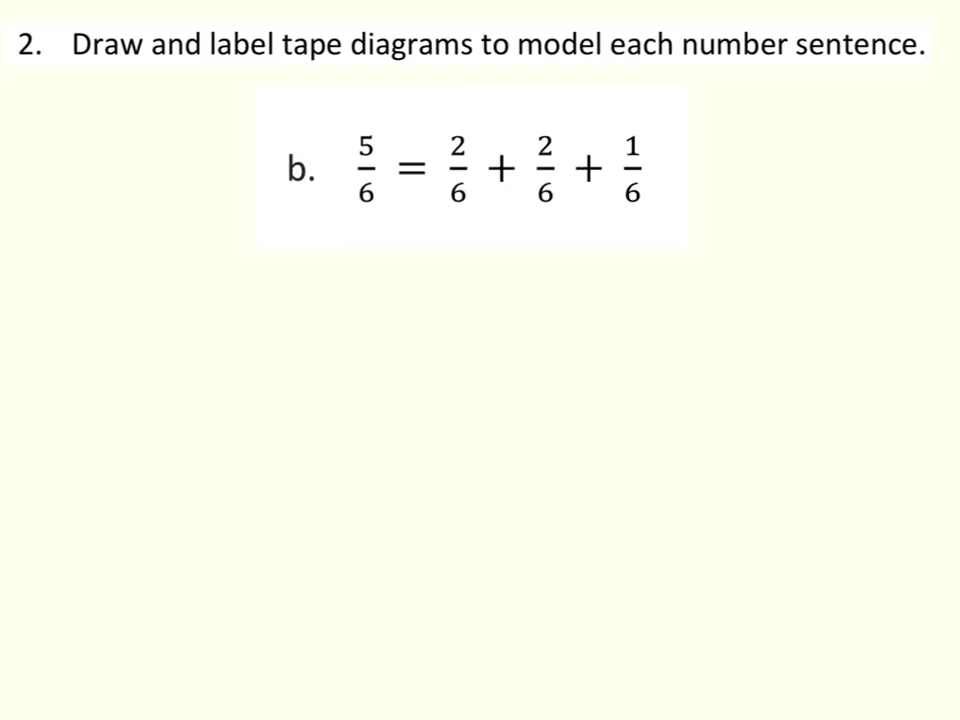 2. Draw and label tape diagrams to model each number sentence.
b. 5/6 = 2/6 + 2/6 + 1/6